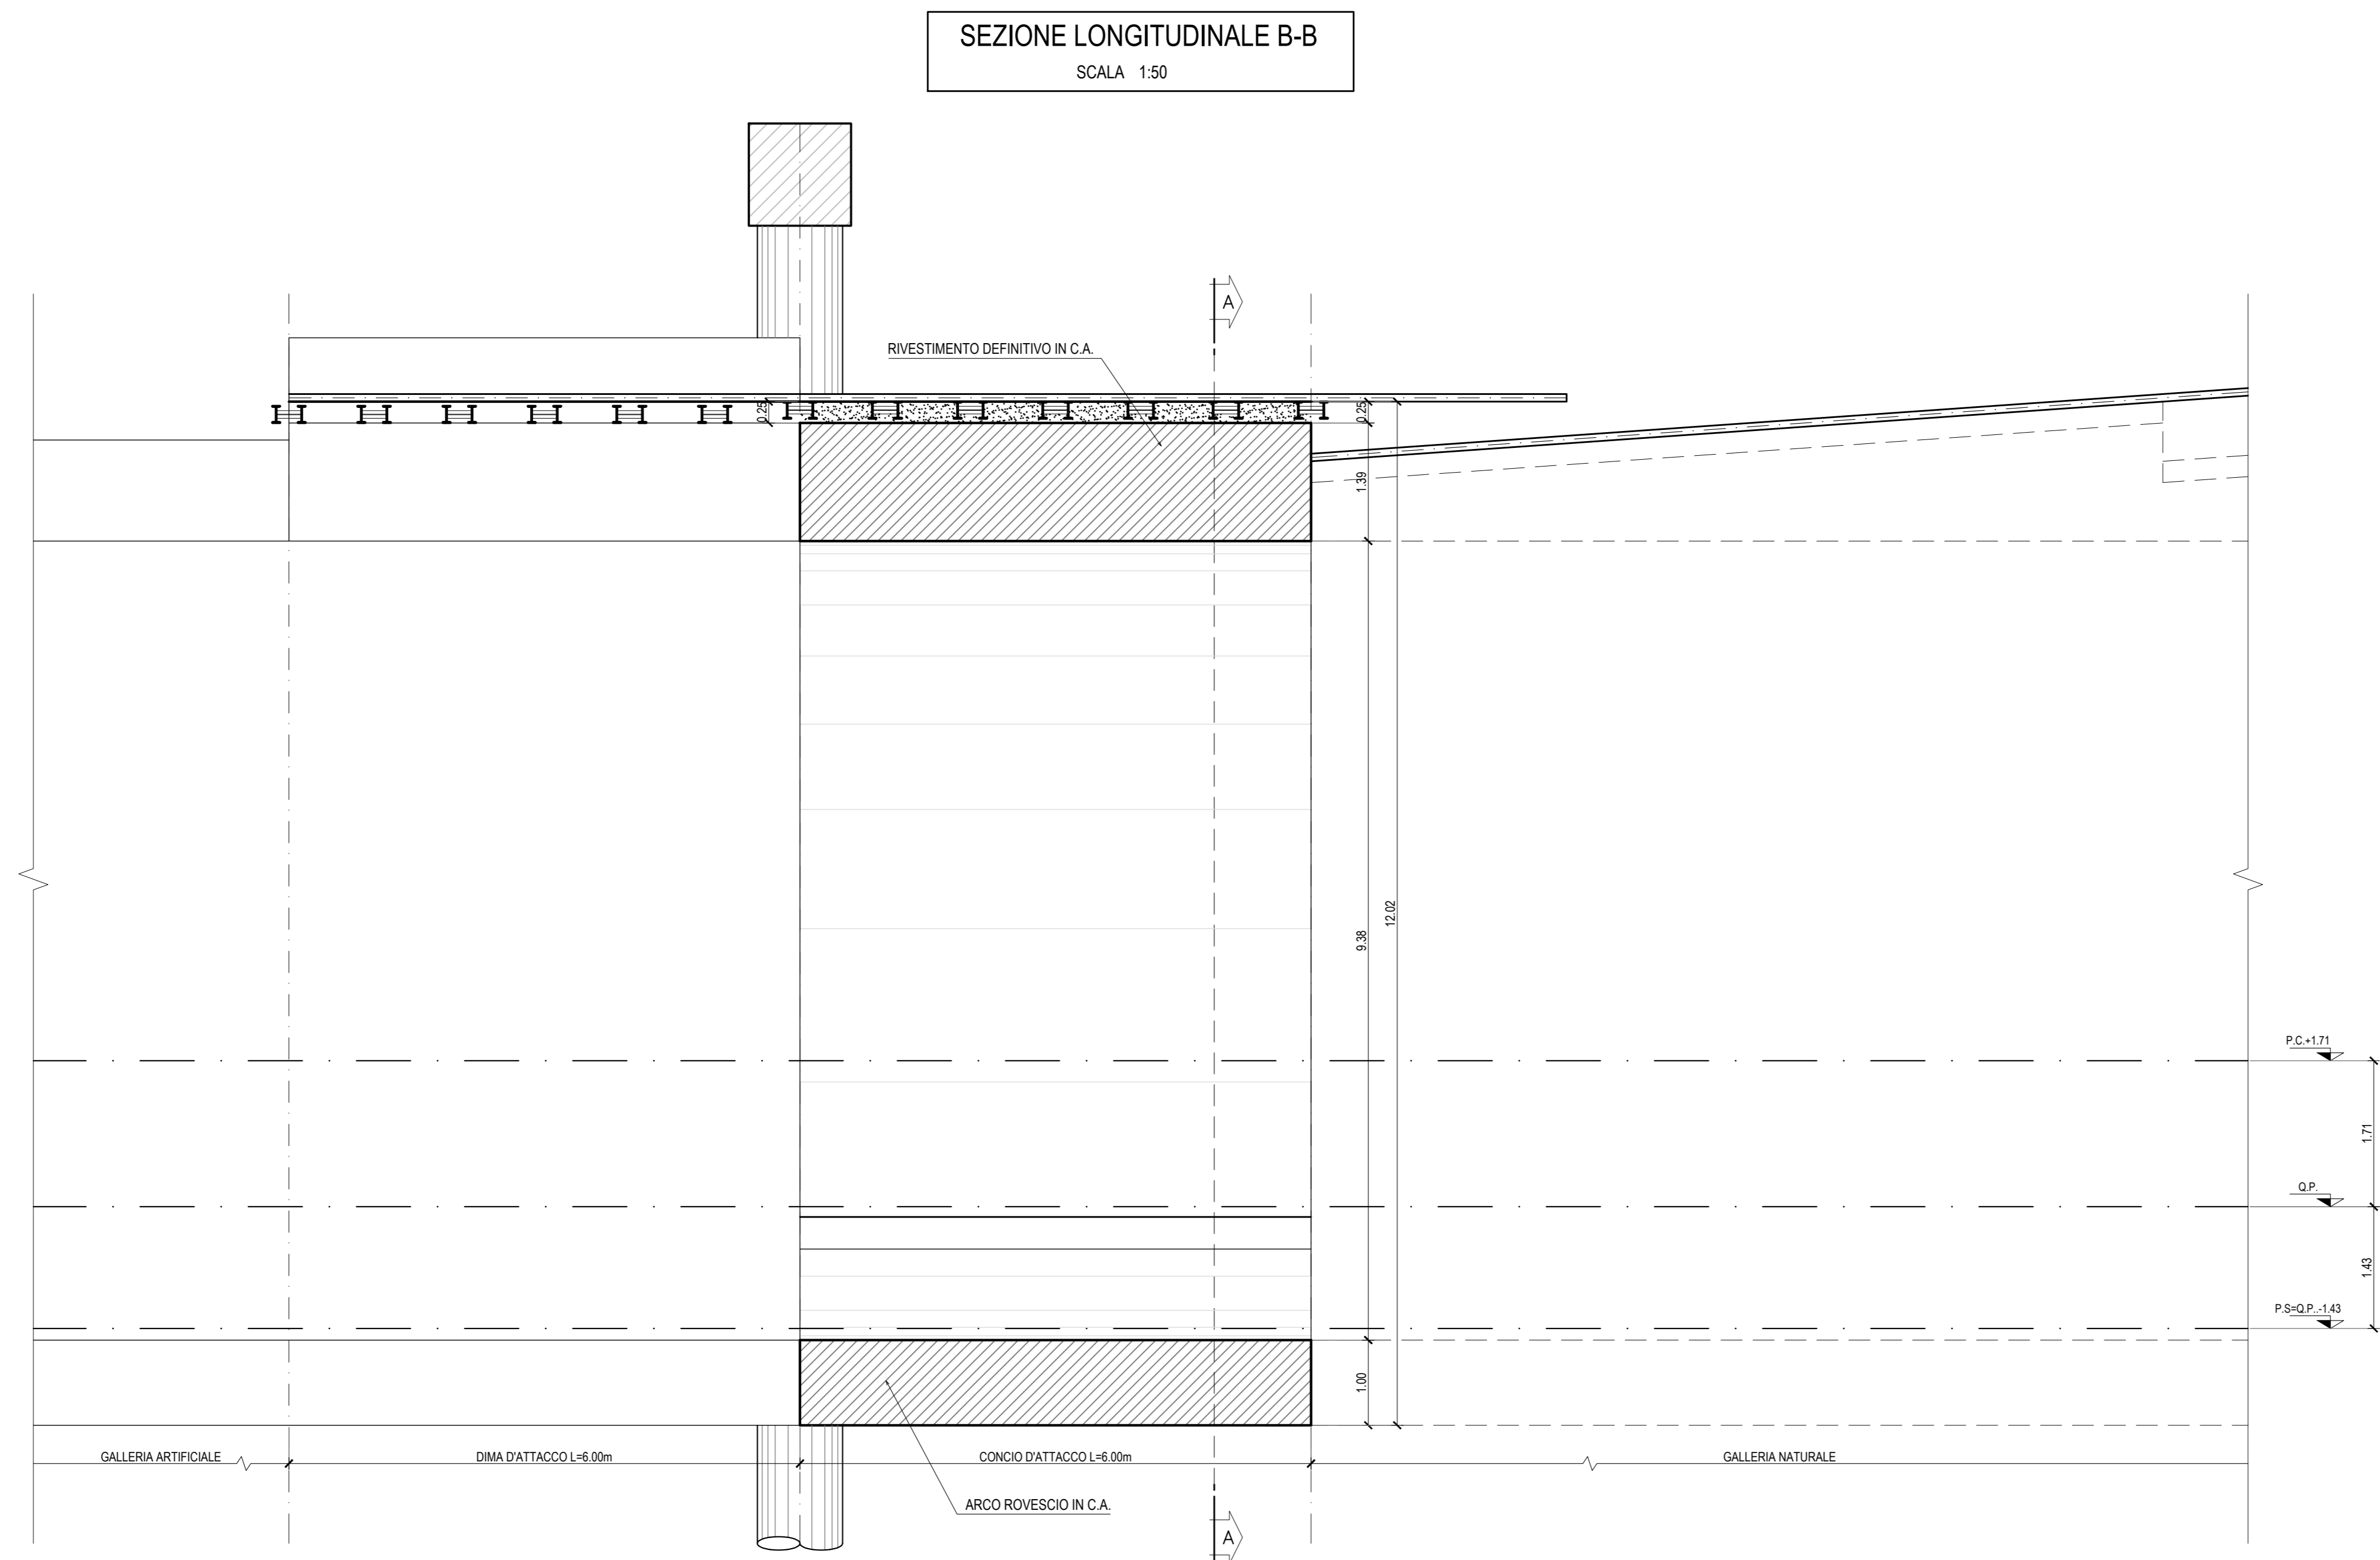 SEZIONE LONGITUDINALE B-B
SCALA 1:50
A
RIVESTIMENTO DEFINITIVO IN C.A.
0.25
0.25
1.39
12.02
9.38
P.C.+1.71
1.71
Q.P.
1.43
P.S=Q.P..-1.43
1.00
GALLERIA ARTIFICIALE
DIMA D'ATTACCO L=6.00m
CONCIO D'ATTACCO L=6.00m
GALLERIA NATURALE
ARCO ROVESCIO IN C.A.
A